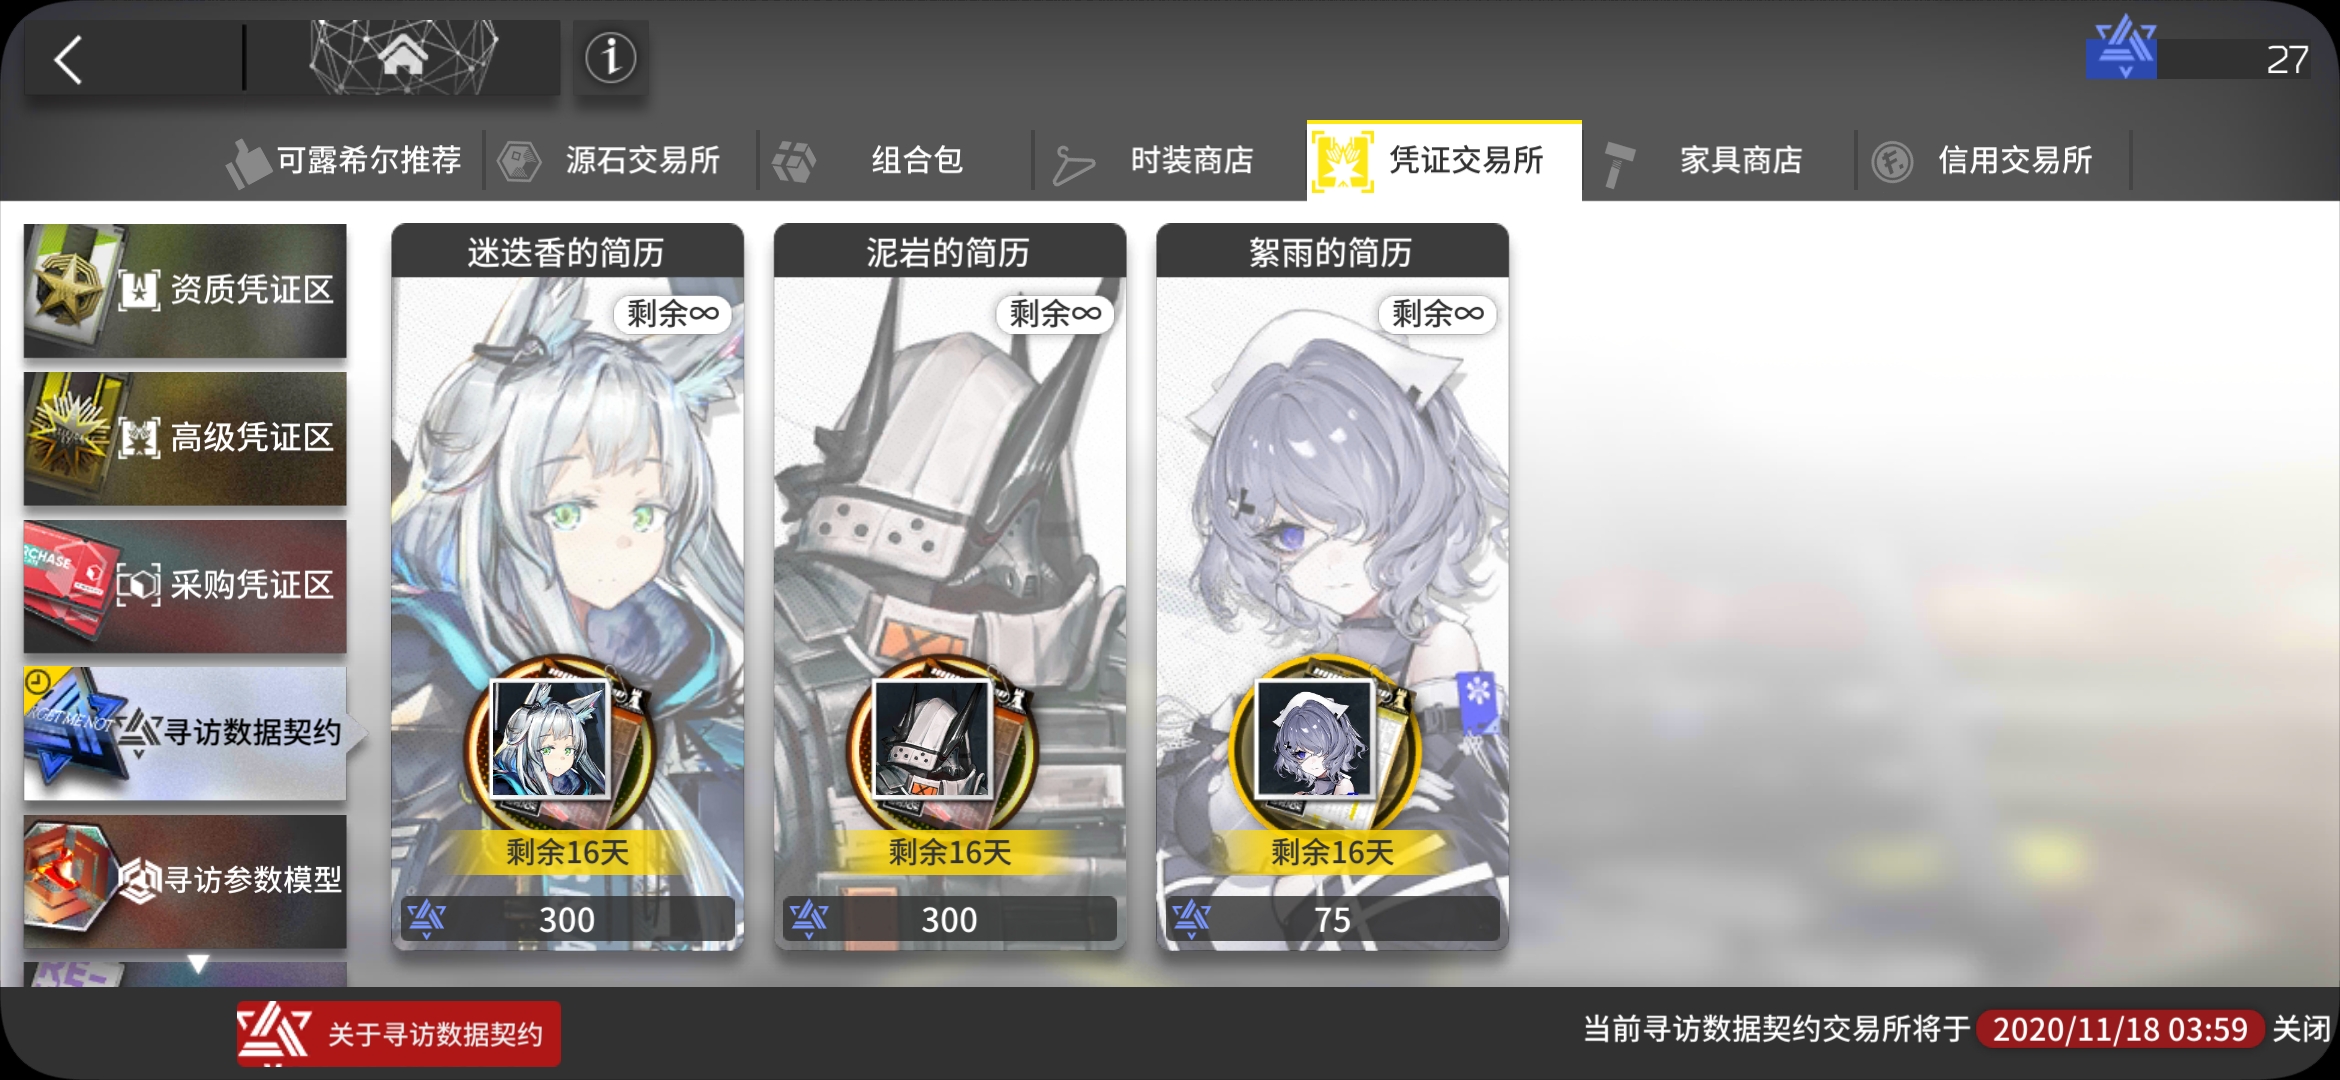 27
可露希尔推荐
源石交易所
组合包
时装商店
凭证交易所
家具商店
信用交易所
资质凭证区
高级凭证区
采购凭证区
寻访数据契约
寻访参数模型
迷迭香的简历
剩余∞
剩余16天
300
泥岩的简历
剩余∞
剩余16天
300
絮雨的简历
剩余∞
剩余16天
75
关于寻访数据契约
当前寻访数据契约交易所将于 2020/11/18 03:59 关闭